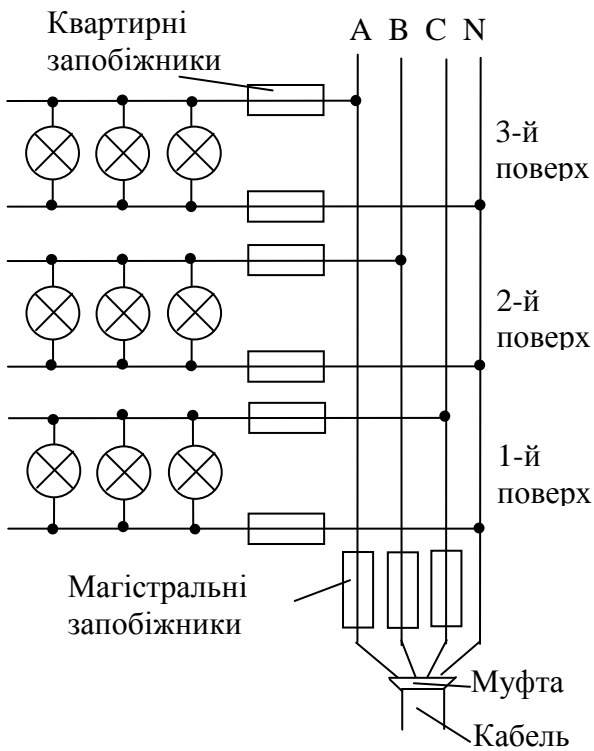 Квартирні
запобіжники
A B C N
3-й
поверх
2-й
поверх
1-й
поверх
Магістральні
запобіжники
Муфта
Кабель